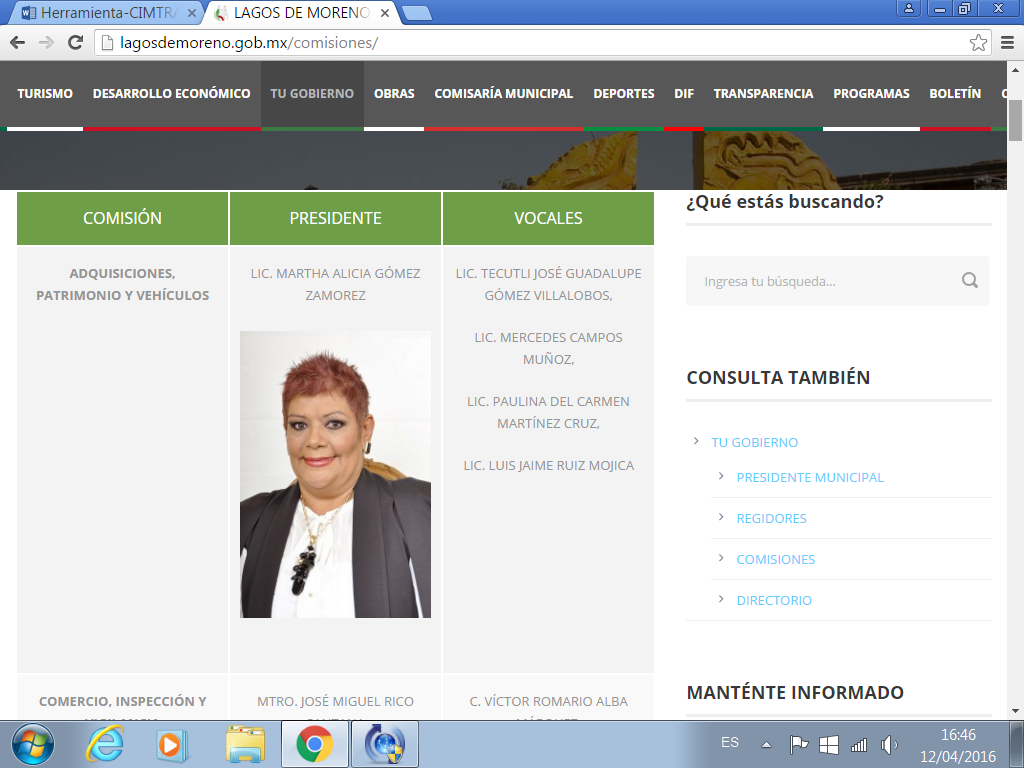 Herramienta-CIMTRA
LAGOS DE MORENO
lagosdemoreno.gob.mx/comisiones/
TURISMO
DESARROLLO ECONÓMICO
TU GOBIERNO
OBRAS
COMISARÍA MUNICIPAL
DEPORTES
DIF
TRANSPARENCIA
PROGRAMAS
BOLETÍN
COMISIÓN
PRESIDENTE
VOCALES
ADQUISICIONES,
PATRIMONIO Y VEHÍCULOS
LIC. MARTHA ALICIA GÓMEZ
ZAMOREZ
LIC. TECUTLI JOSÉ GUADALUPE
GÓMEZ VILLALOBOS,
LIC. MERCEDES CAMPOS
MUÑOZ,
LIC. PAULINA DEL CARMEN
MARTÍNEZ CRUZ,
LIC. LUIS JAIME RUIZ MOJICA
COMERCIO, INSPECCIÓN Y
MTRO. JOSÉ MIGUEL RICO
C. VÍCTOR ROMARIO ALBA
¿Qué estás buscando?
Ingresa tu búsqueda...
CONSULTA TAMBIÉN
TU GOBIERNO
PRESIDENTE MUNICIPAL
REGIDORES
COMISIONES
DIRECTORIO
MANTÉNTE INFORMADO
ES
16:46
12/04/2016